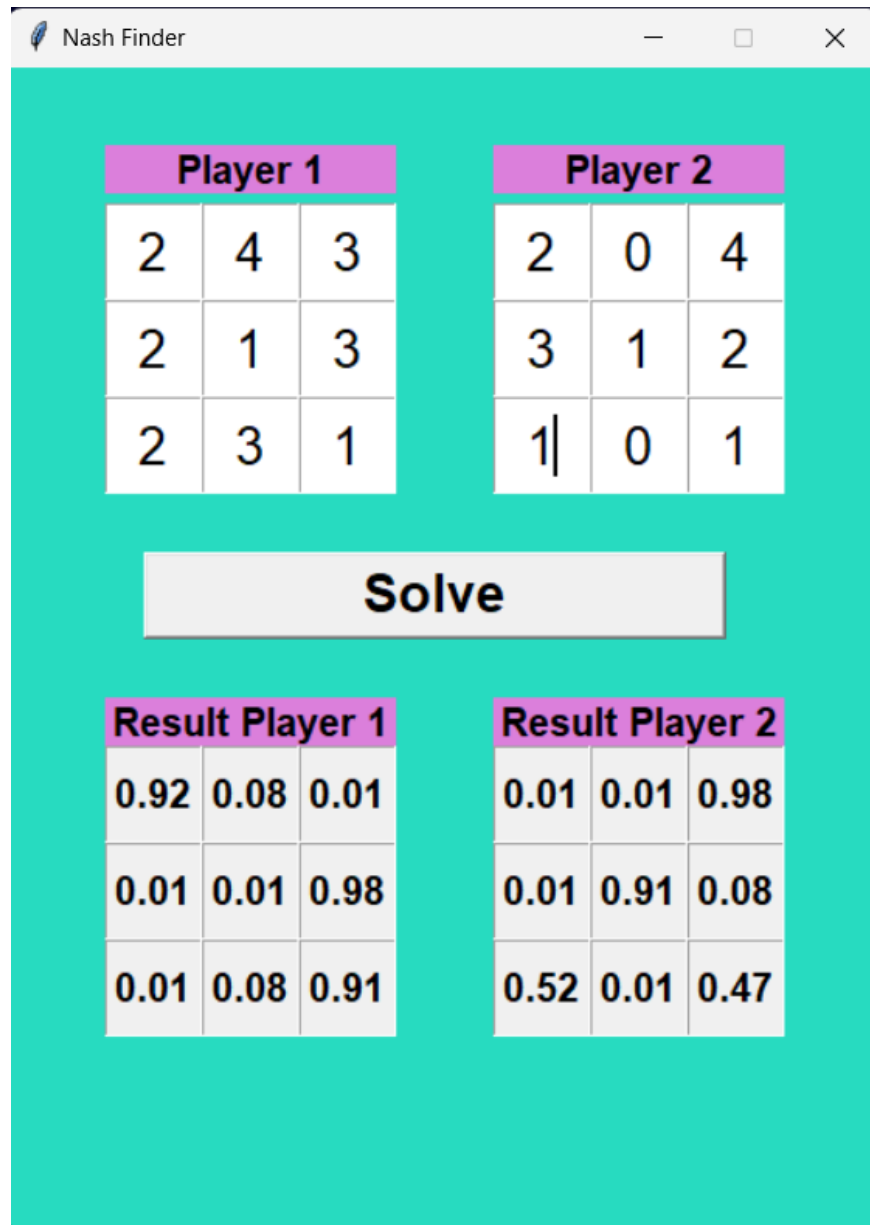 Nash Finder
Player 1 Player 2
2 4 3 2 0 4
2 1 3 3 1 2
2 3 1 1 0 1
Solve
Result Player 1 Result Player 2
0.92 0.08 0.01 0.01 0.01 0.98
0.01 0.01 0.98 0.01 0.91 0.08
0.01 0.08 0.91 0.52 0.01 0.47